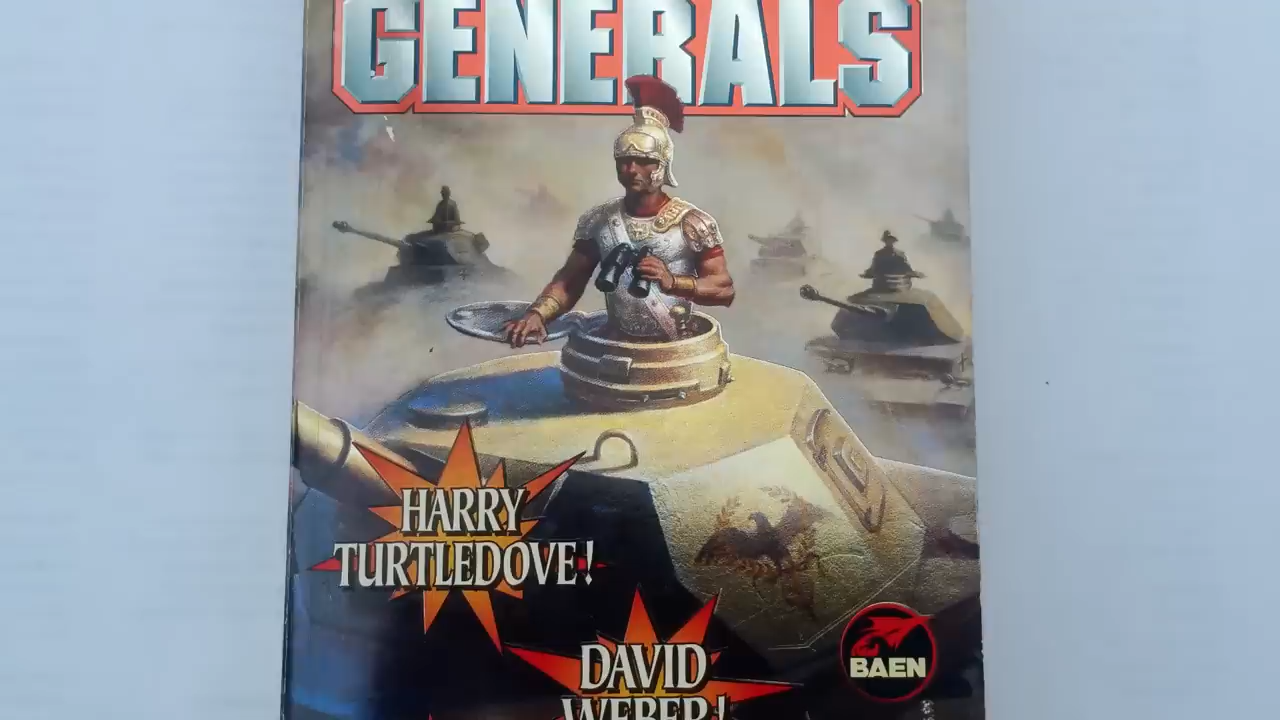 GENERALS
HARRY
TURTLEDOVE!
DAVID
WEBER!
BAEN